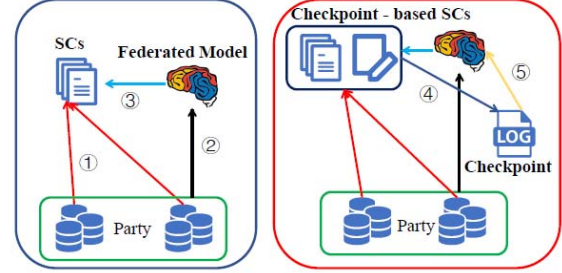 SCs
Federated Model
③
①
②
Party
Checkpoint - based SCs
④
⑤
LOG
Checkpoint
Party